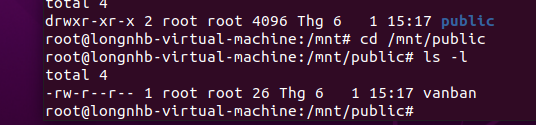 total 4
drwxr-xr-x 2 root root 4096 Thg 6   1 15:17 public
root@longnhb-virtual-machine:/mnt# cd /mnt/public
root@longnhb-virtual-machine:/mnt/public# ls -l
total 4
-rw-r--r-- 1 root root 26 Thg 6   1 15:17 vanban
root@longnhb-virtual-machine:/mnt/public#